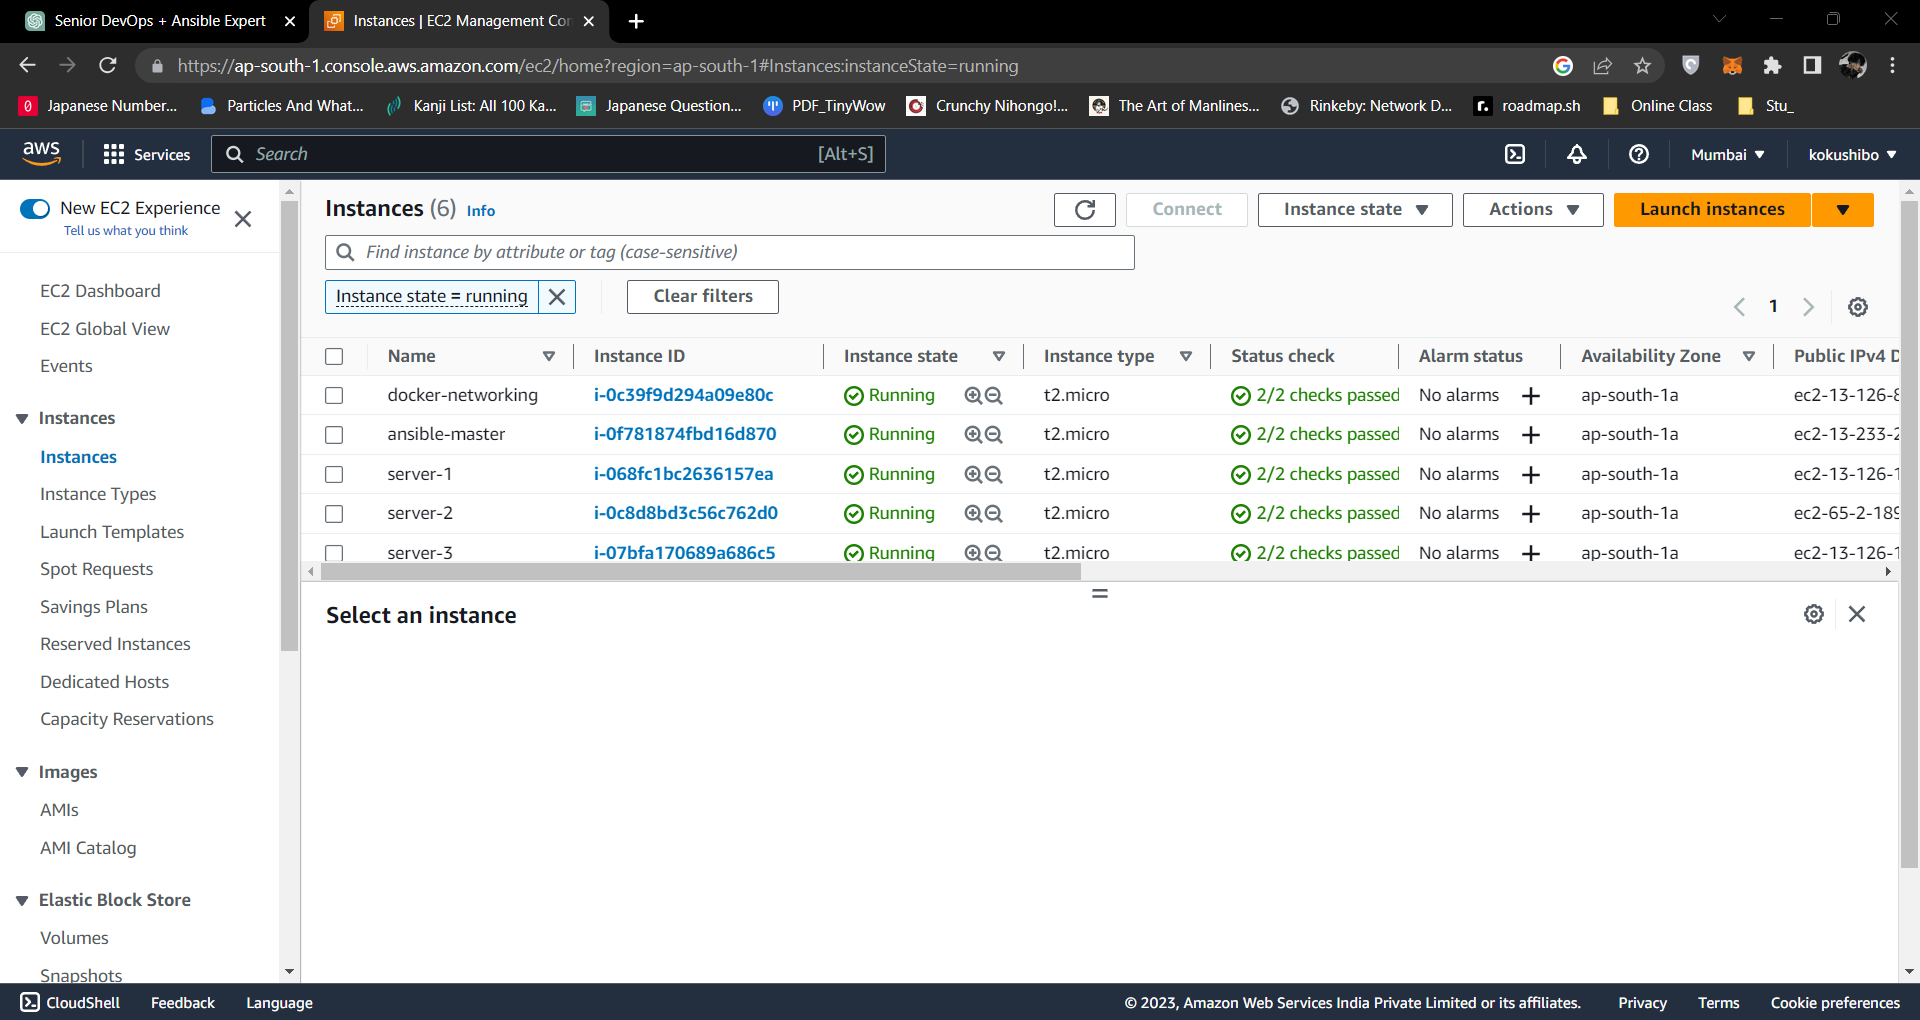 Senior DevOps + Ansible Expert
Instances | EC2 Management Con
https://ap-south-1.console.aws.amazon.com/ec2/home?region=ap-south-1#Instances:instanceState=running
Japanese Number...
Particles And What...
Kanji List: All 100 Ka...
Japanese Question...
PDF_TinyWow
Crunchy Nihongo!...
The Art of Manlines...
Rinkeby: Network D...
roadmap.sh
Online Class
Stu_
aws
Services
Search
[Alt+S]
Mumbai
kokushibo
New EC2 Experience
Tell us what you think
EC2 Dashboard
EC2 Global View
Events
Instances
Instances
Instance Types
Launch Templates
Spot Requests
Savings Plans
Reserved Instances
Dedicated Hosts
Capacity Reservations
Images
AMIs
AMI Catalog
Elastic Block Store
Volumes
Snapshots
Instances (6) Info
Connect
Instance state
Actions
Launch instances
Find instance by attribute or tag (case-sensitive)
Instance state = running
Clear filters
1
Name Instance ID Instance state Instance type Status check Alarm status Availability Zone Public IPv4 D
docker-networking i-0c39f9d294a09e80c Running t2.micro 2/2 checks passed No alarms + ap-south-1a ec2-13-126-8
ansible-master i-0f781874fbd16d870 Running t2.micro 2/2 checks passed No alarms + ap-south-1a ec2-13-233-2
server-1 i-068fc1bc2636157ea Running t2.micro 2/2 checks passed No alarms + ap-south-1a ec2-13-126-1
server-2 i-0c8d8bd3c56c762d0 Running t2.micro 2/2 checks passed No alarms + ap-south-1a ec2-65-2-189
server-3 i-07bfa170689a686c5 Running t2.micro 2/2 checks passed No alarms + ap-south-1a ec2-13-126-1
Select an instance
CloudShell
Feedback
Language
© 2023, Amazon Web Services India Private Limited or its affiliates.
Privacy
Terms
Cookie preferences